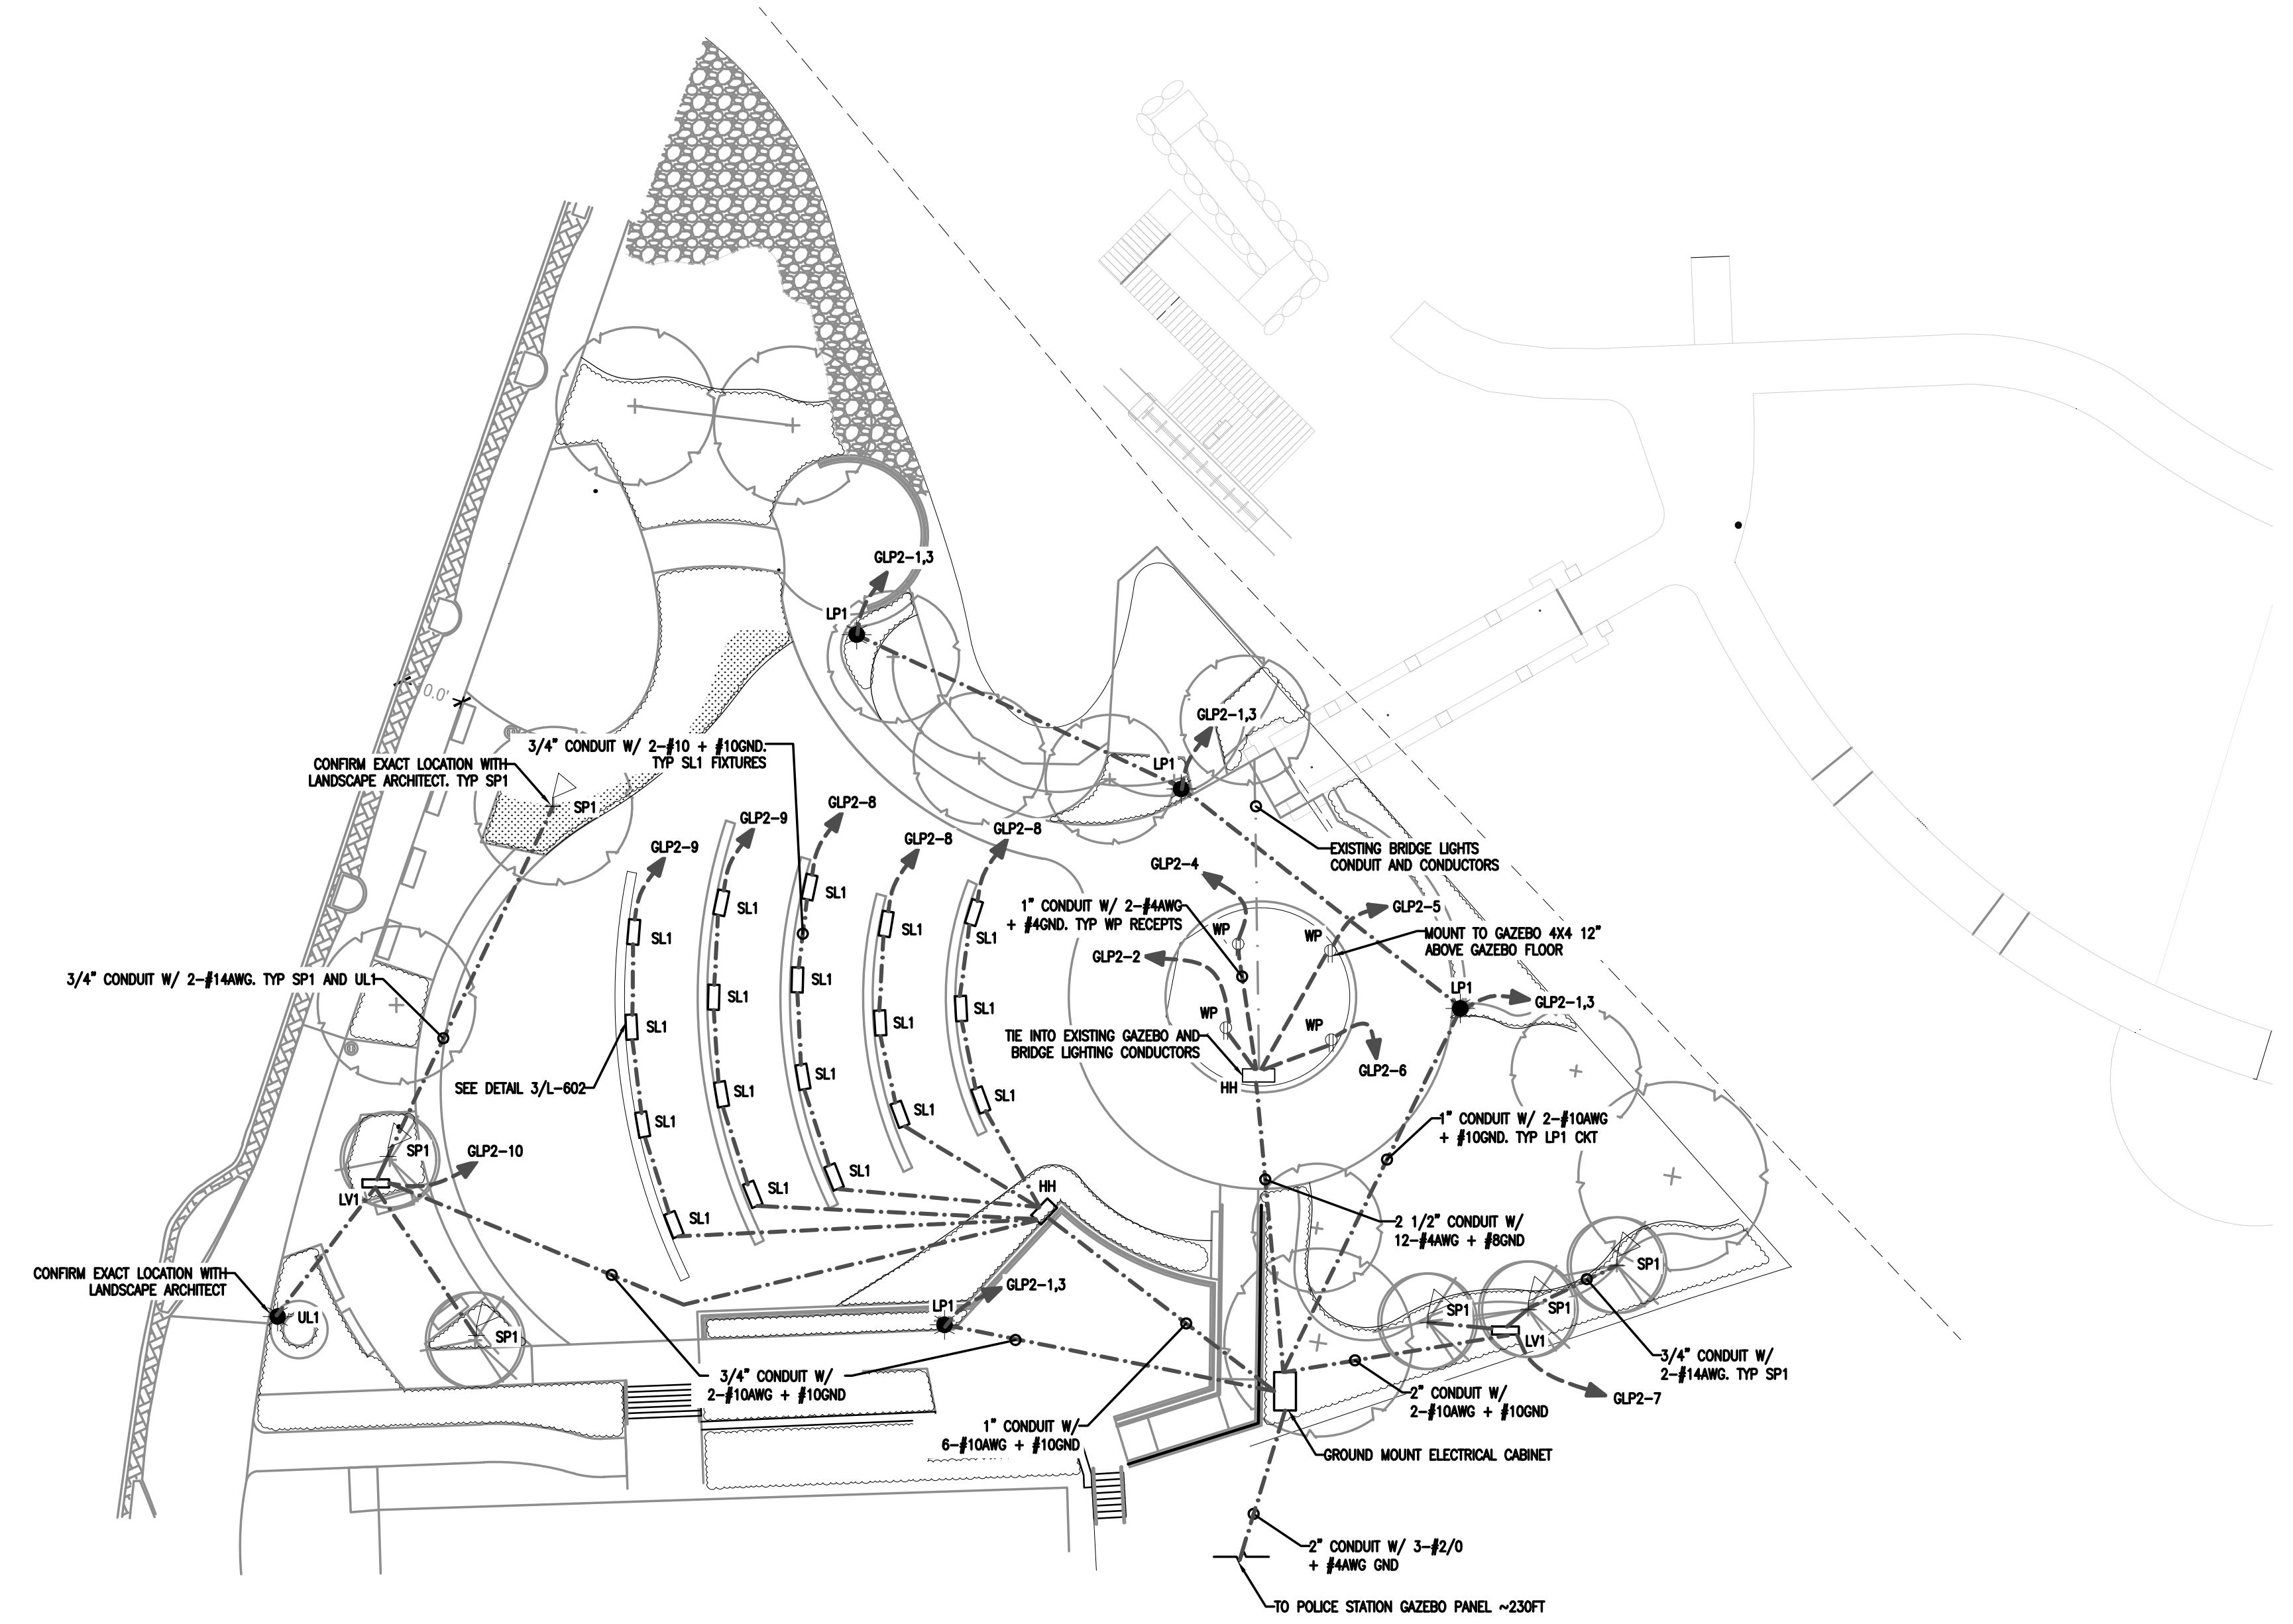 GLP2-1,3
LP1
0.0'
GLP2-1,3
LP1
3/4" CONDUIT W/ 2-#10 + #10GND.
TYP SL1 FIXTURES
CONFIRM EXACT LOCATION WITH
LANDSCAPE ARCHITECT. TYP SP1
SP1
GLP2-9
GLP2-9
GLP2-8
GLP2-8
GLP2-8
EXISTING BRIDGE LIGHTS
CONDUIT AND CONDUCTORS
GLP2-4
1" CONDUIT W/ 2-#4AWG
+ #4GND. TYP WP RECEPTS
WP
WP
GLP2-5
MOUNT TO GAZEBO 4X4 12"
ABOVE GAZEBO FLOOR
GLP2-2
SL1
SL1
SL1
SL1
SL1
3/4" CONDUIT W/ 2-#14AWG. TYP SP1 AND UL1
LP1
GLP2-1,3
SL1
SL1
SL1
SL1
SL1
WP
WP
TIE INTO EXISTING GAZEBO AND
BRIDGE LIGHTING CONDUCTORS
GLP2-6
HH
SEE DETAIL 3/L-602
SL1
SL1
SL1
SL1
SL1
1" CONDUIT W/ 2-#10AWG
+ #10GND. TYP LP1 CKT
SP1
GLP2-10
LV1
SL1
SL1
SL1
HH
2 1/2" CONDUIT W/
12-#4AWG + #8GND
CONFIRM EXACT LOCATION WITH
LANDSCAPE ARCHITECT
UL1
SP1
GLP2-1,3
LP1
SP1
SP1
SP1
LV1
3/4" CONDUIT W/
2-#10AWG + #10GND
3/4" CONDUIT W/
2-#14AWG. TYP SP1
2" CONDUIT W/
2-#10AWG + #10GND
GLP2-7
1" CONDUIT W/
6-#10AWG + #10GND
GROUND MOUNT ELECTRICAL CABINET
2" CONDUIT W/ 3-#2/0
+ #4AWG GND
TO POLICE STATION GAZEBO PANEL ~230FT